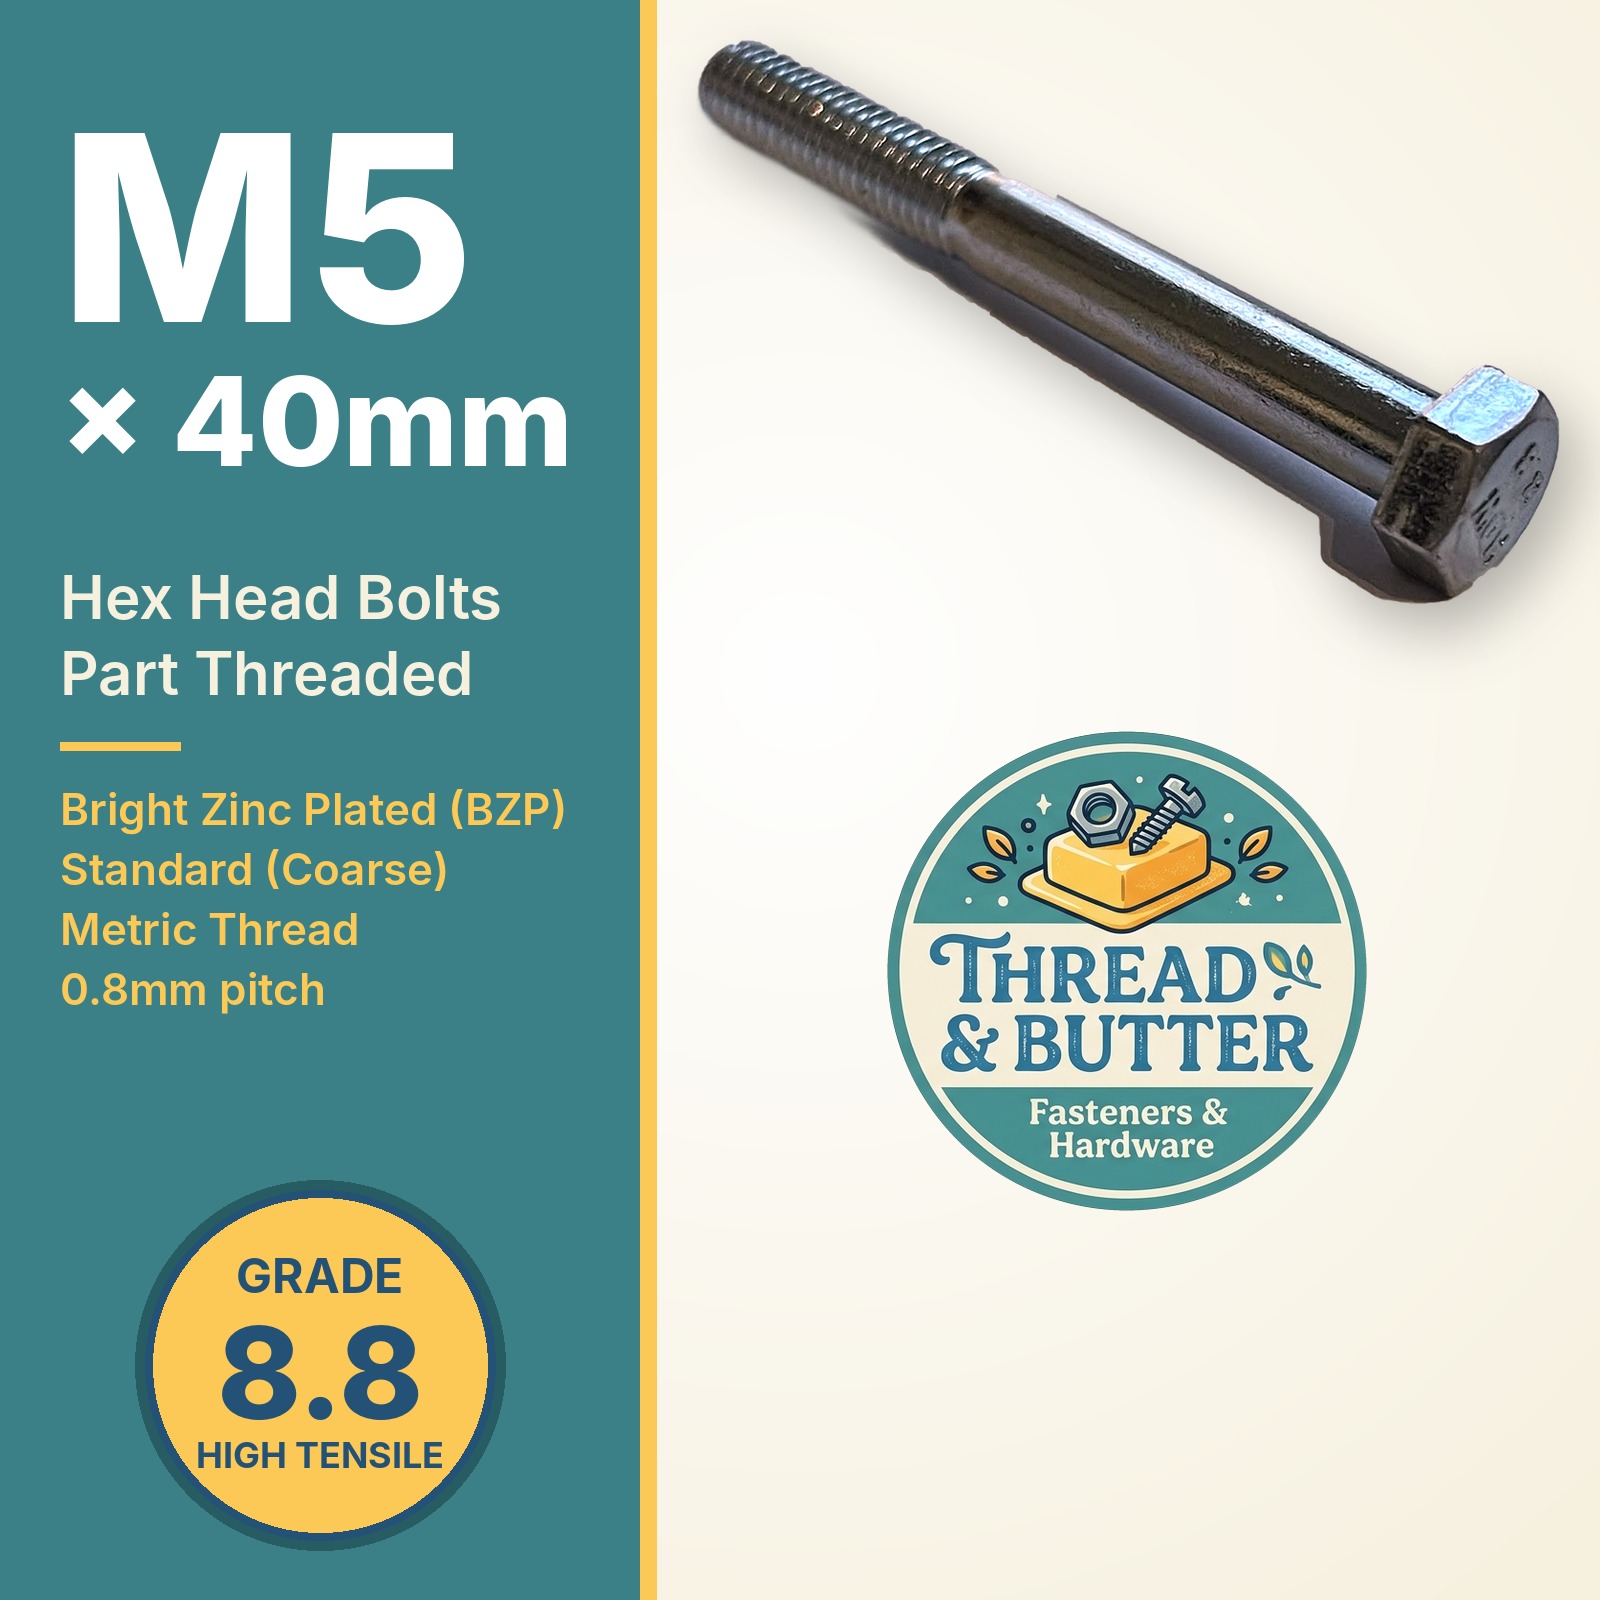 M5
× 40mm
Hex Head Bolts
Part Threaded
Bright Zinc Plated (BZP)
Standard (Coarse)
Metric Thread
0.8mm pitch
GRADE
8.8
HIGH TENSILE
THREAD
& BUTTER
Fasteners &
Hardware